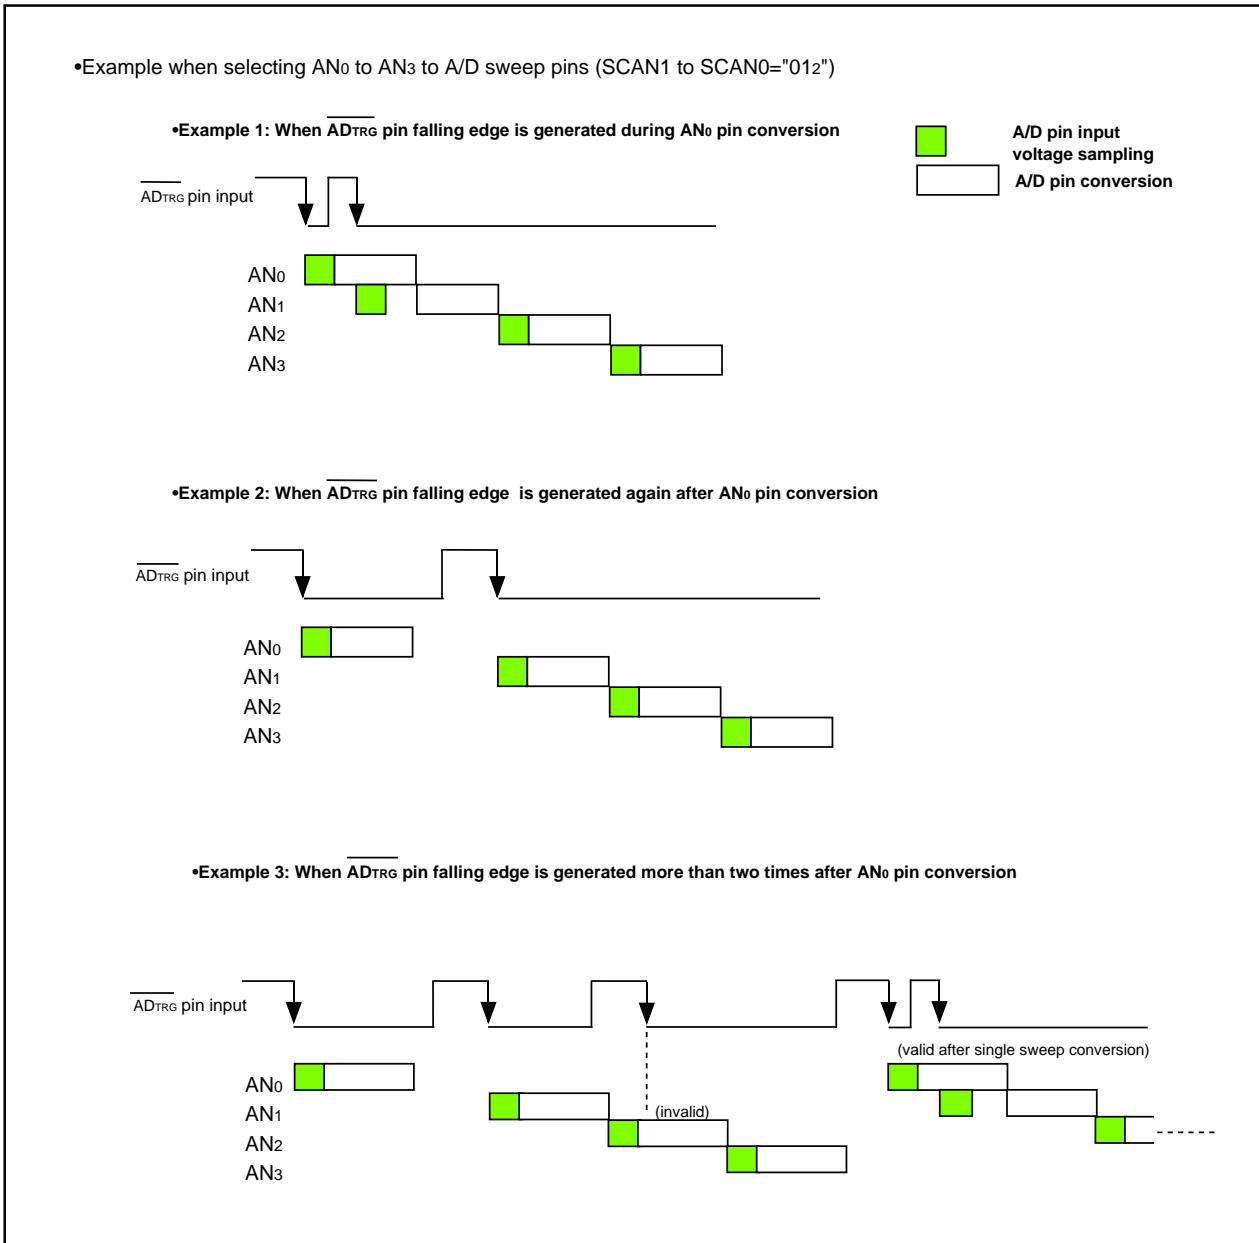 •Example when selecting AN0 to AN3 to A/D sweep pins (SCAN1 to SCAN0="012")
•Example 1: When ADTRG pin falling edge is generated during AN0 pin conversion
A/D pin input
voltage sampling
A/D pin conversion
ADTRG pin input
AN0
AN1
AN2
AN3
•Example 2: When ADTRG pin falling edge is generated again after AN0 pin conversion
ADTRG pin input
AN0
AN1
AN2
AN3
•Example 3: When ADTRG pin falling edge is generated more than two times after AN0 pin conversion
ADTRG pin input
(valid after single sweep conversion)
AN0
AN1
(invalid)
AN2
AN3